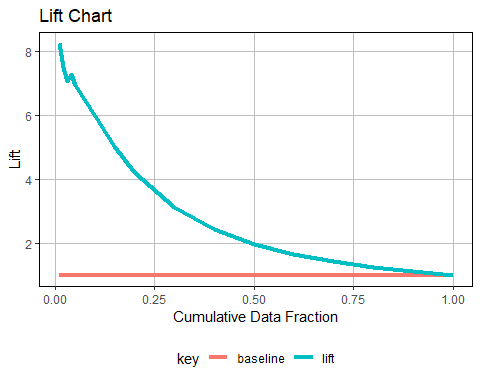 Lift Chart
8
6
4
2
Lift
0.00 0.25 0.50 0.75 1.00
Cumulative Data Fraction
key baseline lift